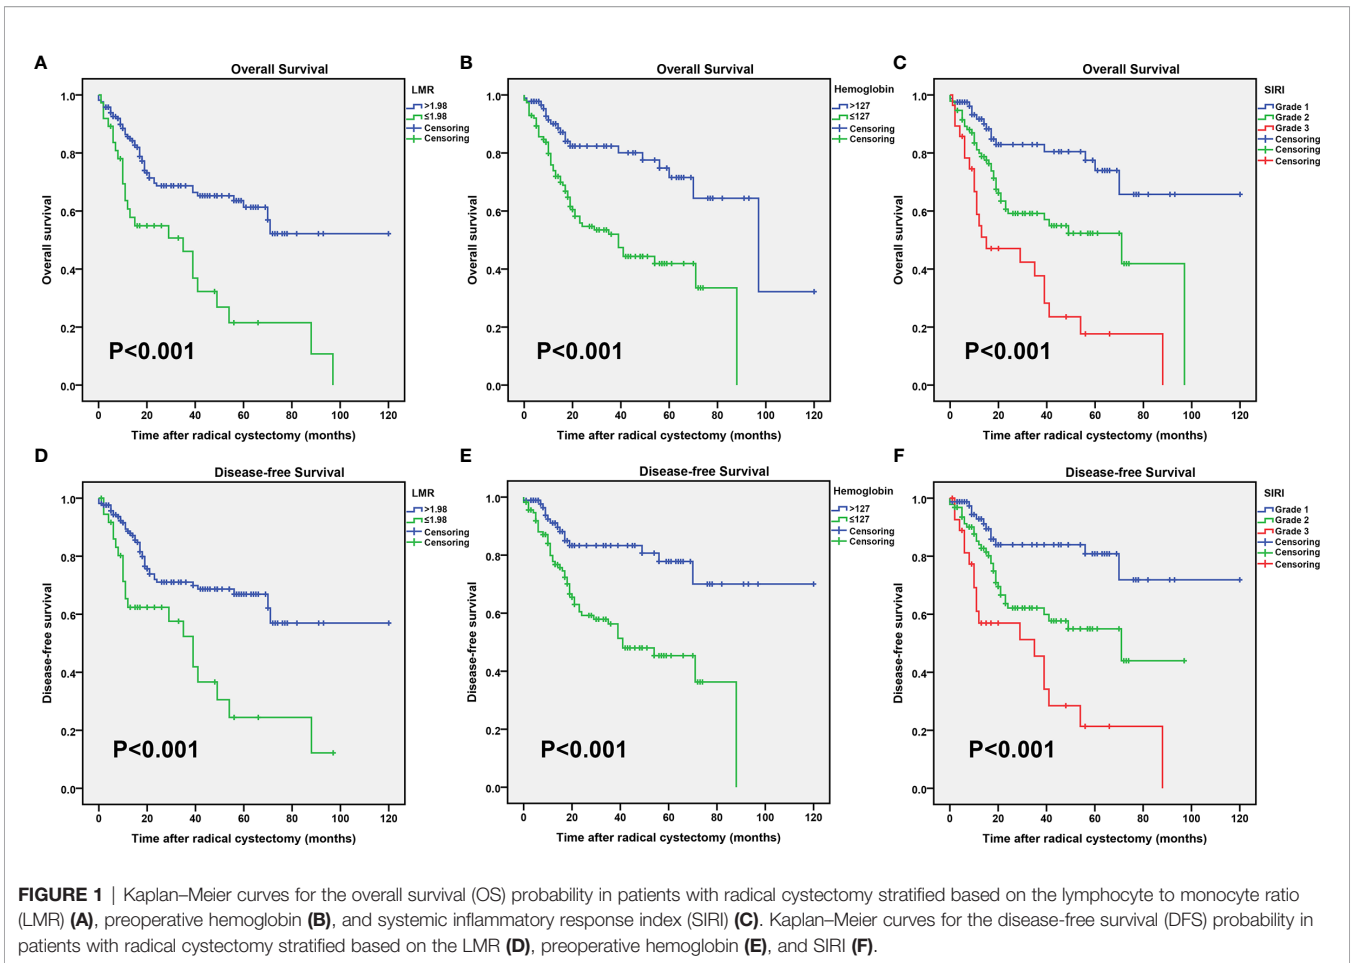 A
Overall Survival
LMR
>1.98
≤1.98
Censoring
Censoring
1.0
0.8
0.6
0.4
0.2
0.0
Overall survival
P<0.001
0 20 40 60 80 100 120
Time after radical cystectomy (months)
B
Overall Survival
Hemoglobin
>127
≤127
Censoring
Censoring
1.0
0.8
0.6
0.4
0.2
0.0
Overall survival
P<0.001
0 20 40 60 80 100 120
Time after radical cystectomy (months)
C
Overall Survival
SIRI
Grade 1
Grade 2
Grade 3
Censoring
Censoring
Censoring
1.0
0.8
0.6
0.4
0.2
0.0
Overall survival
P<0.001
0 20 40 60 80 100 120
Time after radical cystectomy (months)
D
Disease-free Survival
LMR
>1.98
≤1.98
Censoring
Censoring
1.0
0.8
0.6
0.4
0.2
0.0
Disease-free survival
P<0.001
0 20 40 60 80 100 120
Time after radical cystectomy (months)
E
Disease-free Survival
Hemoglobin
>127
≤127
Censoring
Censoring
1.0
0.8
0.6
0.4
0.2
0.0
Disease-free survival
P<0.001
0 20 40 60 80 100 120
Time after radical cystectomy (months)
F
Disease-free Survival
SIRI
Grade 1
Grade 2
Grade 3
Censoring
Censoring
Censoring
1.0
0.8
0.6
0.4
0.2
0.0
Disease-free survival
P<0.001
0 20 40 60 80 100 120
Time after radical cystectomy (months)
FIGURE 1 | Kaplan–Meier curves for the overall survival (OS) probability in patients with radical cystectomy stratified based on the lymphocyte to monocyte ratio
(LMR) (A), preoperative hemoglobin (B), and systemic inflammatory response index (SIRI) (C). Kaplan–Meier curves for the disease-free survival (DFS) probability in
patients with radical cystectomy stratified based on the LMR (D), preoperative hemoglobin (E), and SIRI (F).